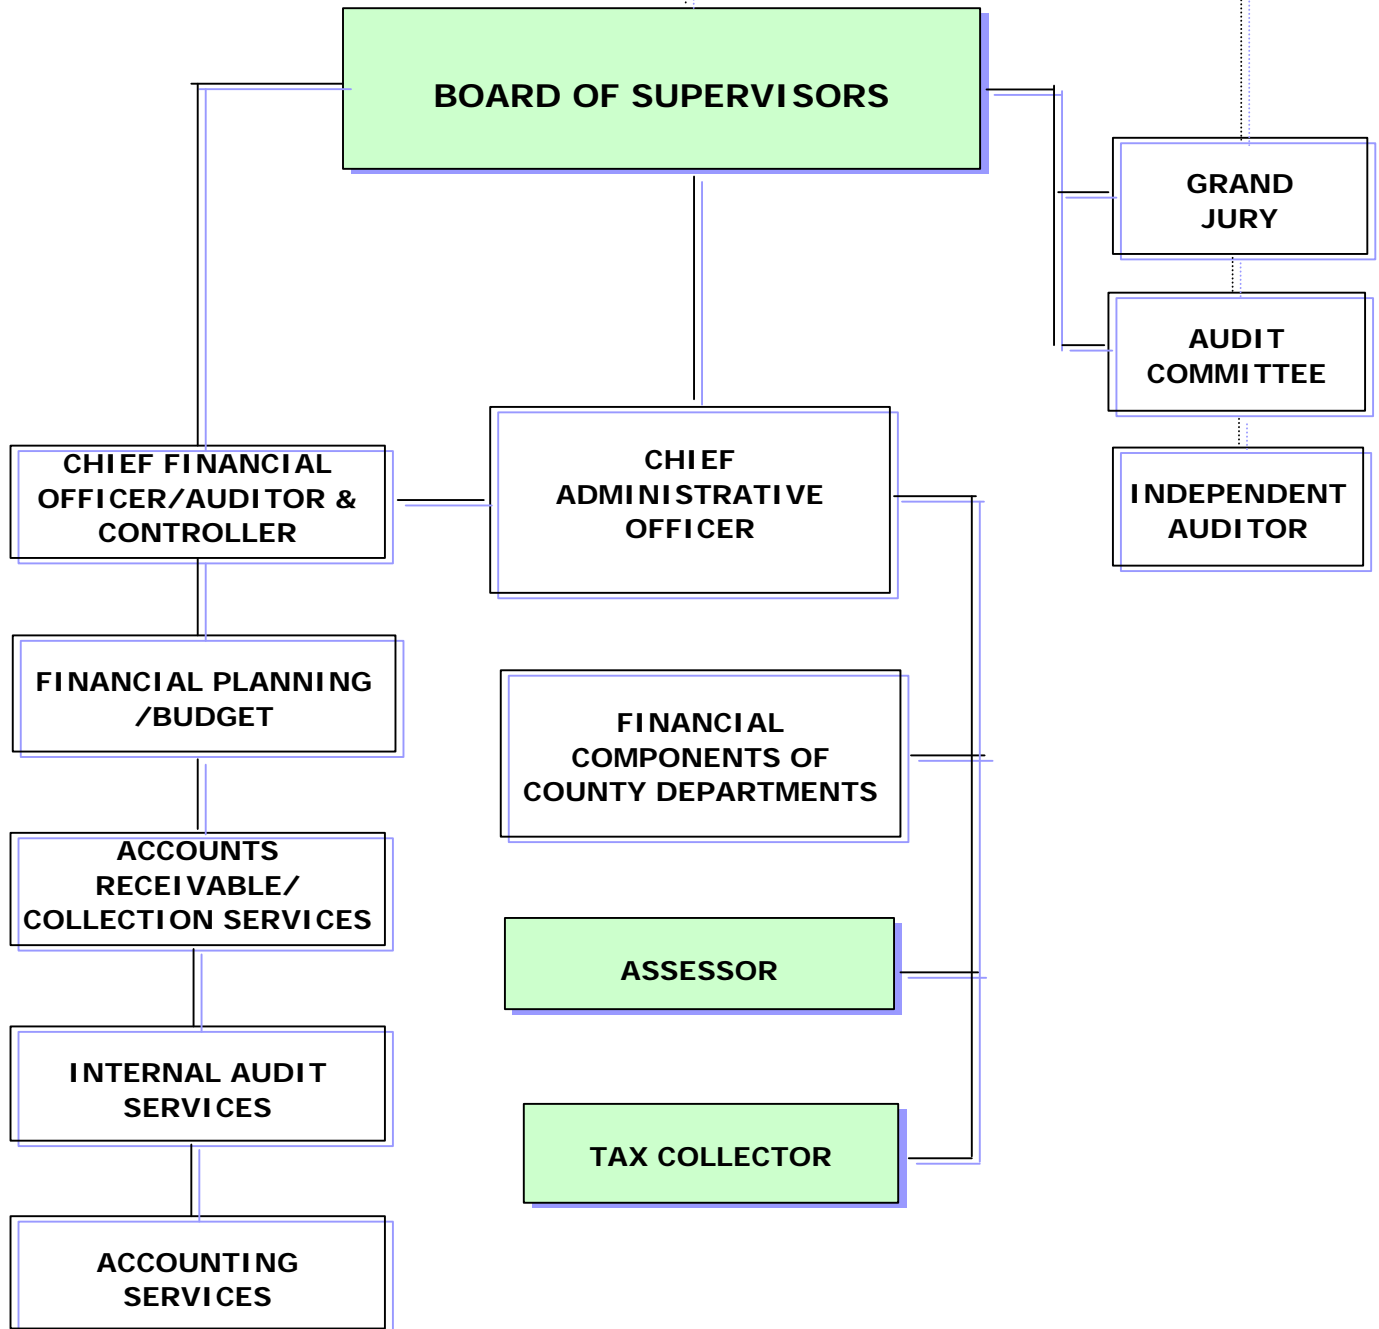 BOARD OF SUPERVISORS
GRAND
JURY
AUDIT
COMMITTEE
INDEPENDENT
AUDITOR
CHIEF FINANCIAL
OFFICER/AUDITOR &
CONTROLLER
CHIEF
ADMINISTRATIVE
OFFICER
FINANCIAL PLANNING
/BUDGET
FINANCIAL
COMPONENTS OF
COUNTY DEPARTMENTS
ACCOUNTS
RECEIVABLE/
COLLECTION SERVICES
ASSESSOR
INTERNAL AUDIT
SERVICES
TAX COLLECTOR
ACCOUNTING
SERVICES